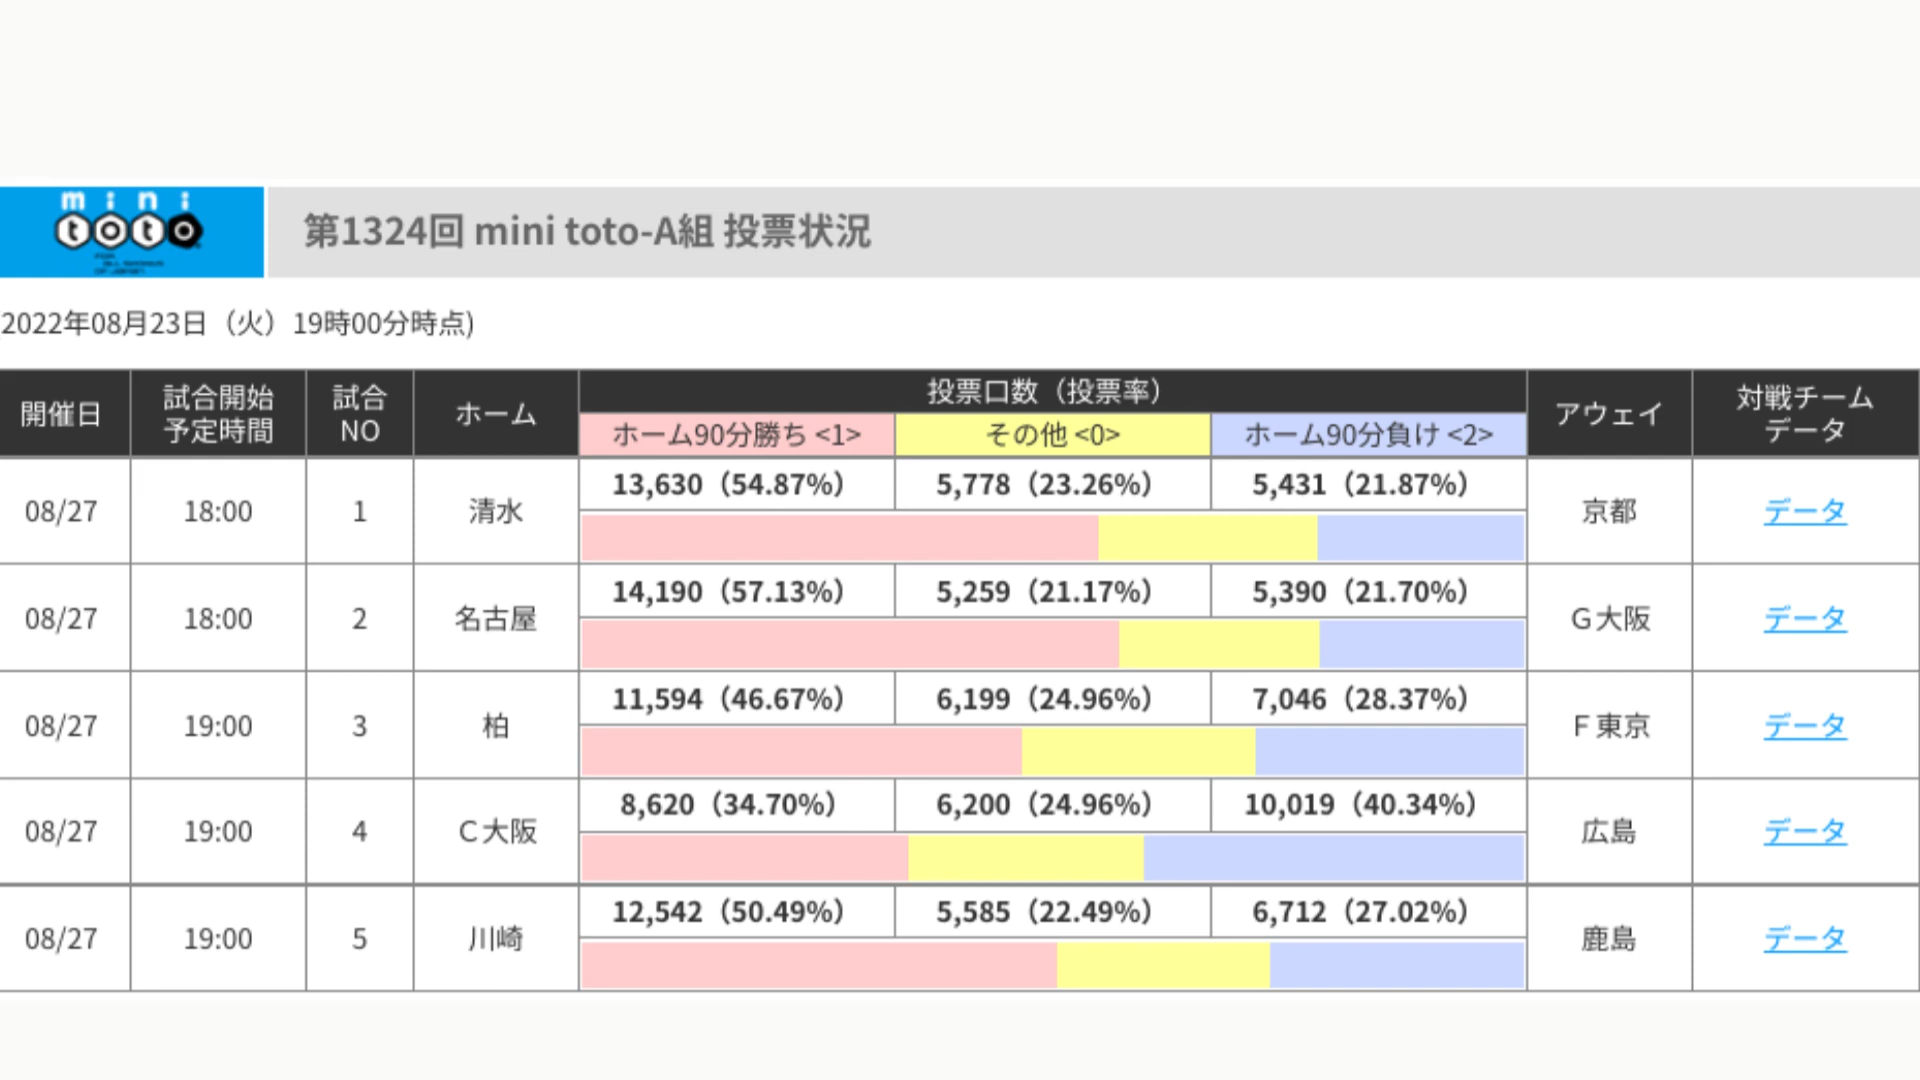 mini
toto
第1324回 mini toto-A組 投票状況
2022年08月23日（火）19時00分時点)
開催日
試合開始
予定時間
試合
NO
ホーム
投票口数（投票率）
ホーム90分勝ち <1>
その他 <0>
ホーム90分負け <2>
アウェイ
対戦チーム
データ
08/27 18:00 1 清水 13,630（54.87%） 5,778（23.26%） 5,431（21.87%） 京都 データ
08/27 18:00 2 名古屋 14,190（57.13%） 5,259（21.17%） 5,390（21.70%） Ｇ大阪 データ
08/27 19:00 3 柏 11,594（46.67%） 6,199（24.96%） 7,046（28.37%） Ｆ東京 データ
08/27 19:00 4 Ｃ大阪 8,620（34.70%） 6,200（24.96%） 10,019（40.34%） 広島 データ
08/27 19:00 5 川崎 12,542（50.49%） 5,585（22.49%） 6,712（27.02%） 鹿島 データ